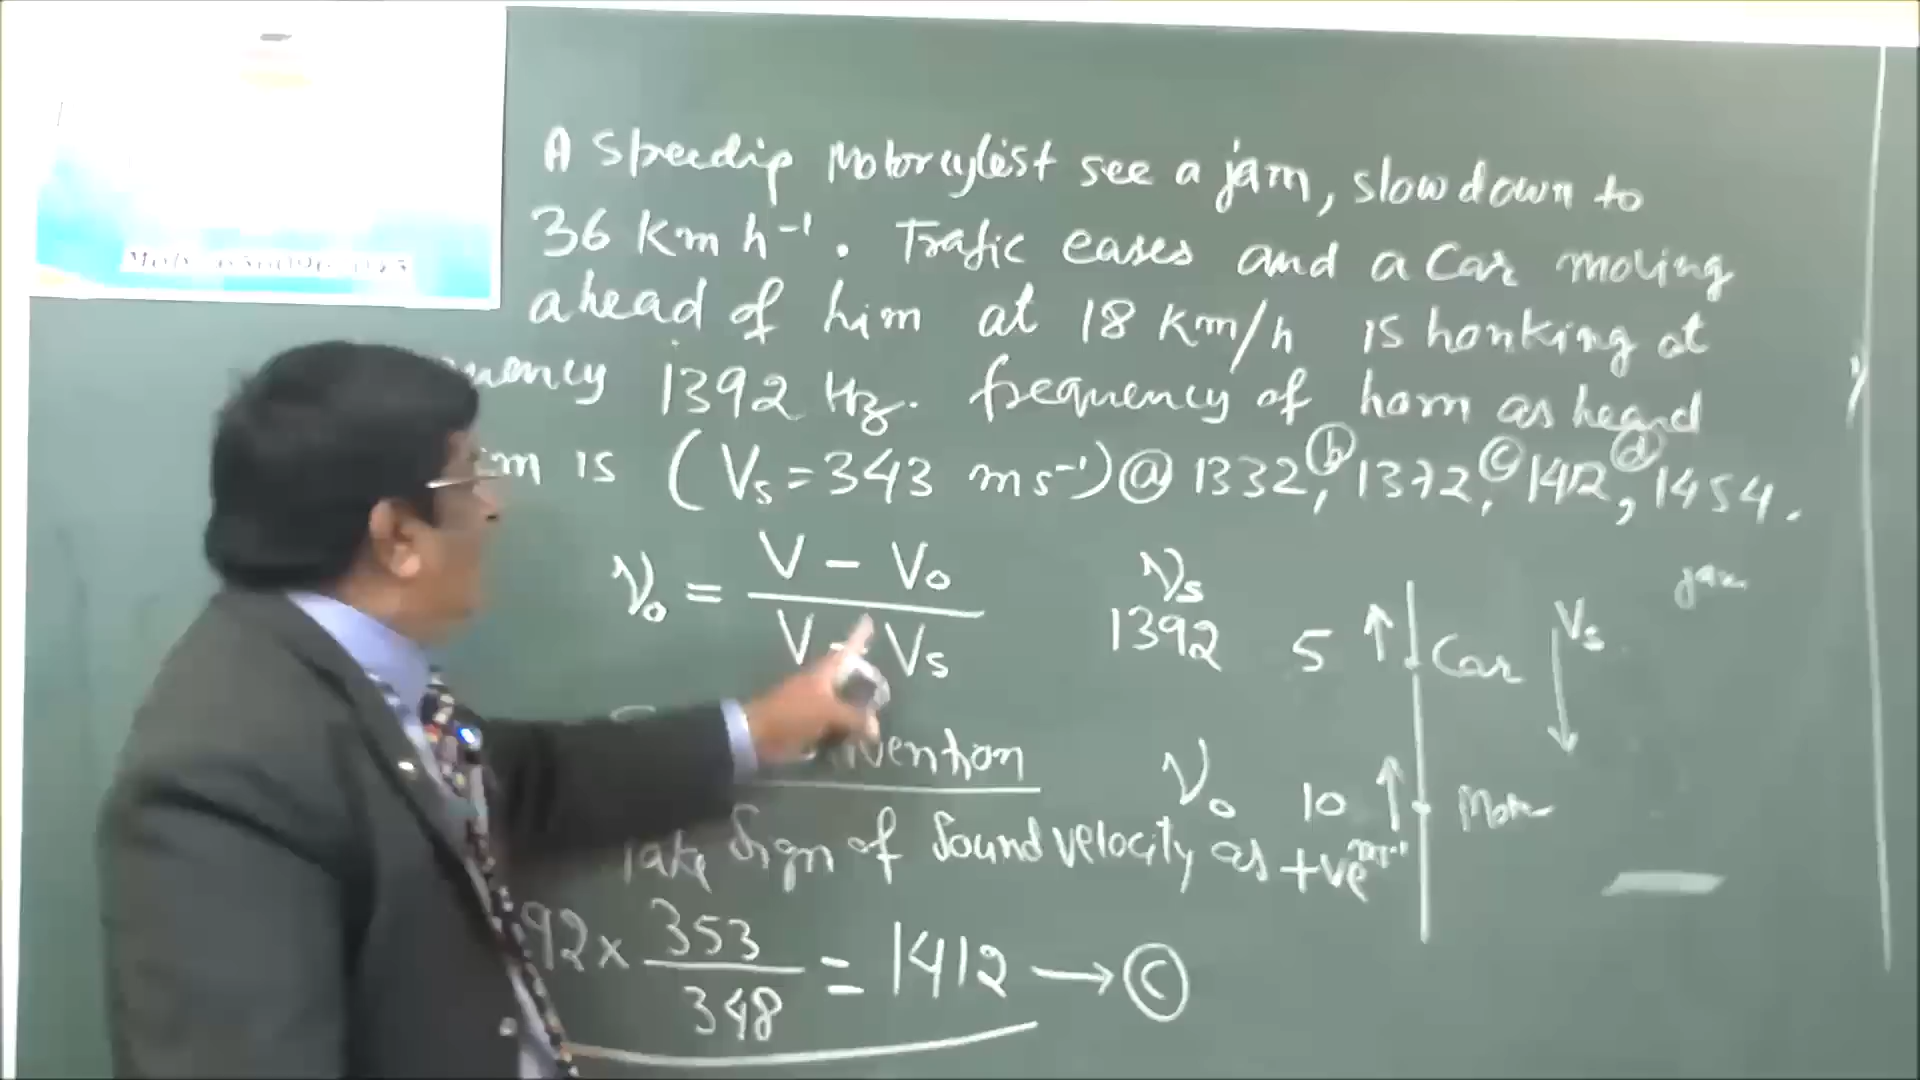 A Speedip Motorcylist see a jam, slow down to
36 Km h⁻¹. Trafic eases and a Car moving
ahead of him at 18 Km/h is honking at
1392 Hz. frequency of horn as heard
is (Vs = 343 ms⁻¹) ⓐ 1332, ⓑ 1372, ⓒ 1412, ⓓ 1454.
ν₀ = V - V₀ / V - Vs
νs
1392 5 ↑ Car Vs
jam
ν₀ 10 ↑
Take Sign of Sound velocity as +ve
92 × 353 / 348 = 1412 → ⓒ